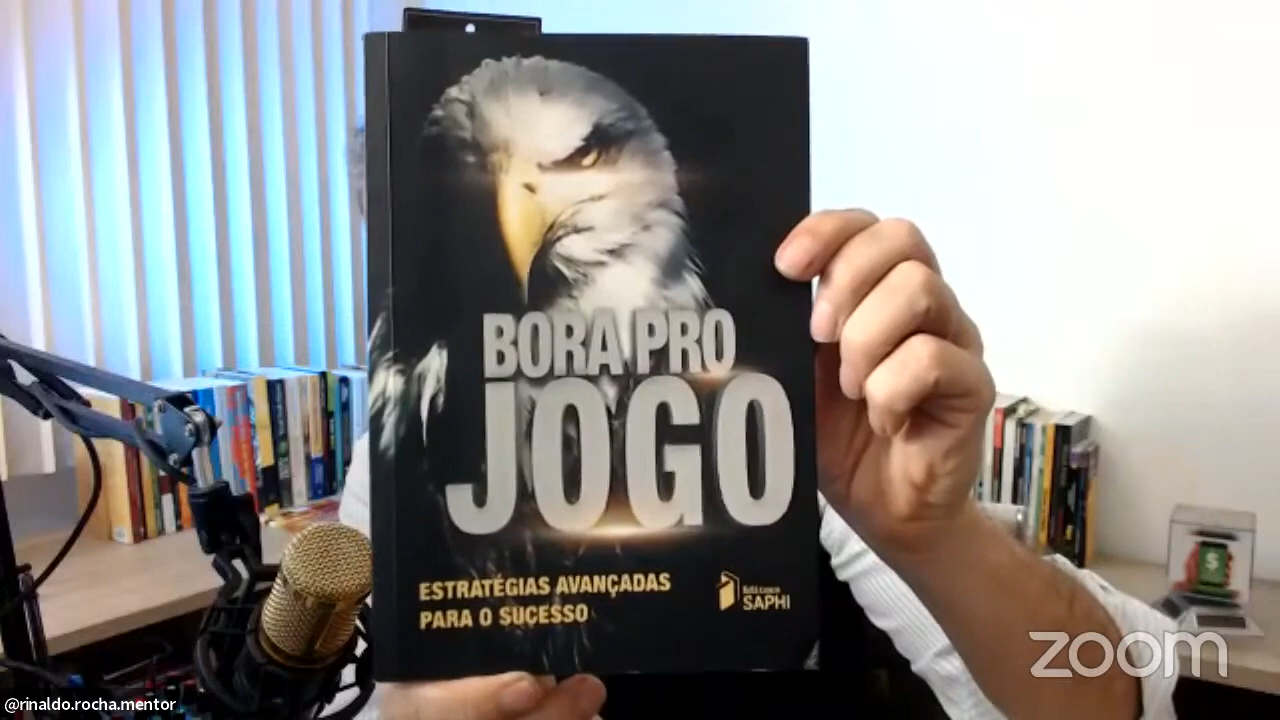 BORA PRO
JOGO
ESTRATÉGIAS AVANÇADAS
PARA O SUCESSO
SAPHI
$
zoom
@rinaldo.rocha.mentor